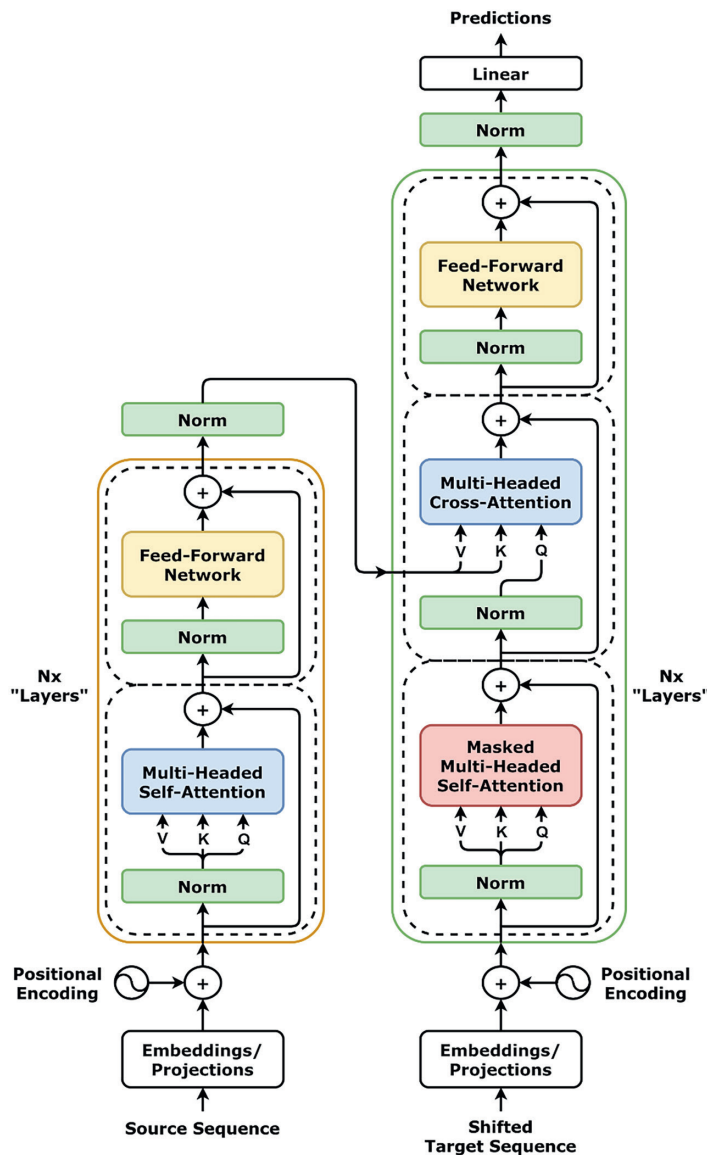 Predictions
Linear
Norm
+
Feed-Forward
Network
Norm
+
Multi-Headed
Cross-Attention
V K Q
Norm
Nx
"Layers"
+
Masked
Multi-Headed
Self-Attention
V K Q
Norm
+
Positional
Encoding
Embeddings/
Projections
Shifted
Target Sequence
Norm
+
Feed-Forward
Network
Norm
Nx
"Layers"
+
Multi-Headed
Self-Attention
V K Q
Norm
Positional
Encoding
+
Embeddings/
Projections
Source Sequence